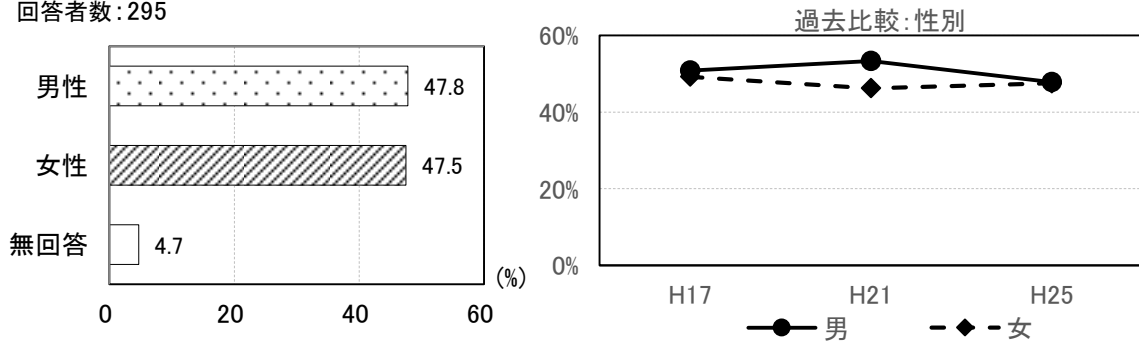 回答者数：295
男性 47.8
女性 47.5
無回答 4.7
(%)
0 20 40 60
過去比較：性別
60%
40%
20%
0%
H17 H21 H25
男 女